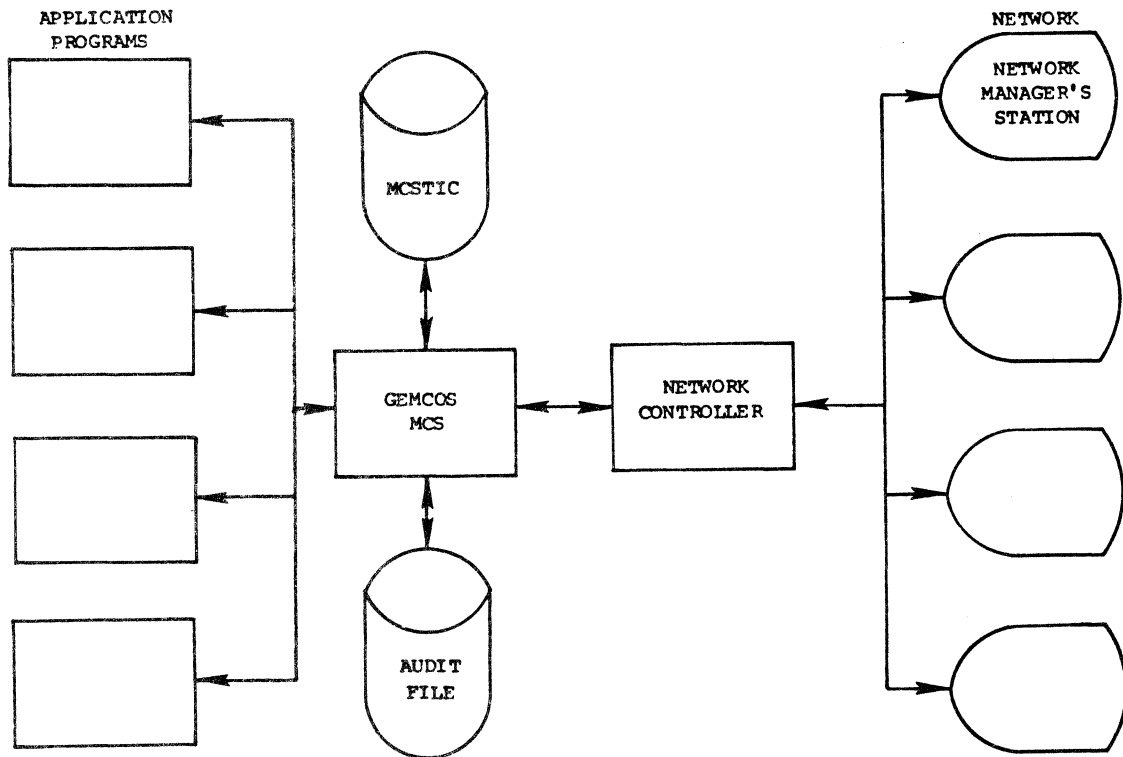 APPLICATION
PROGRAMS
NETWORK
NETWORK
MANAGER'S
STATION
MCSTIC
GEMCOS
MCS
NETWORK
CONTROLLER
AUDIT
FILE